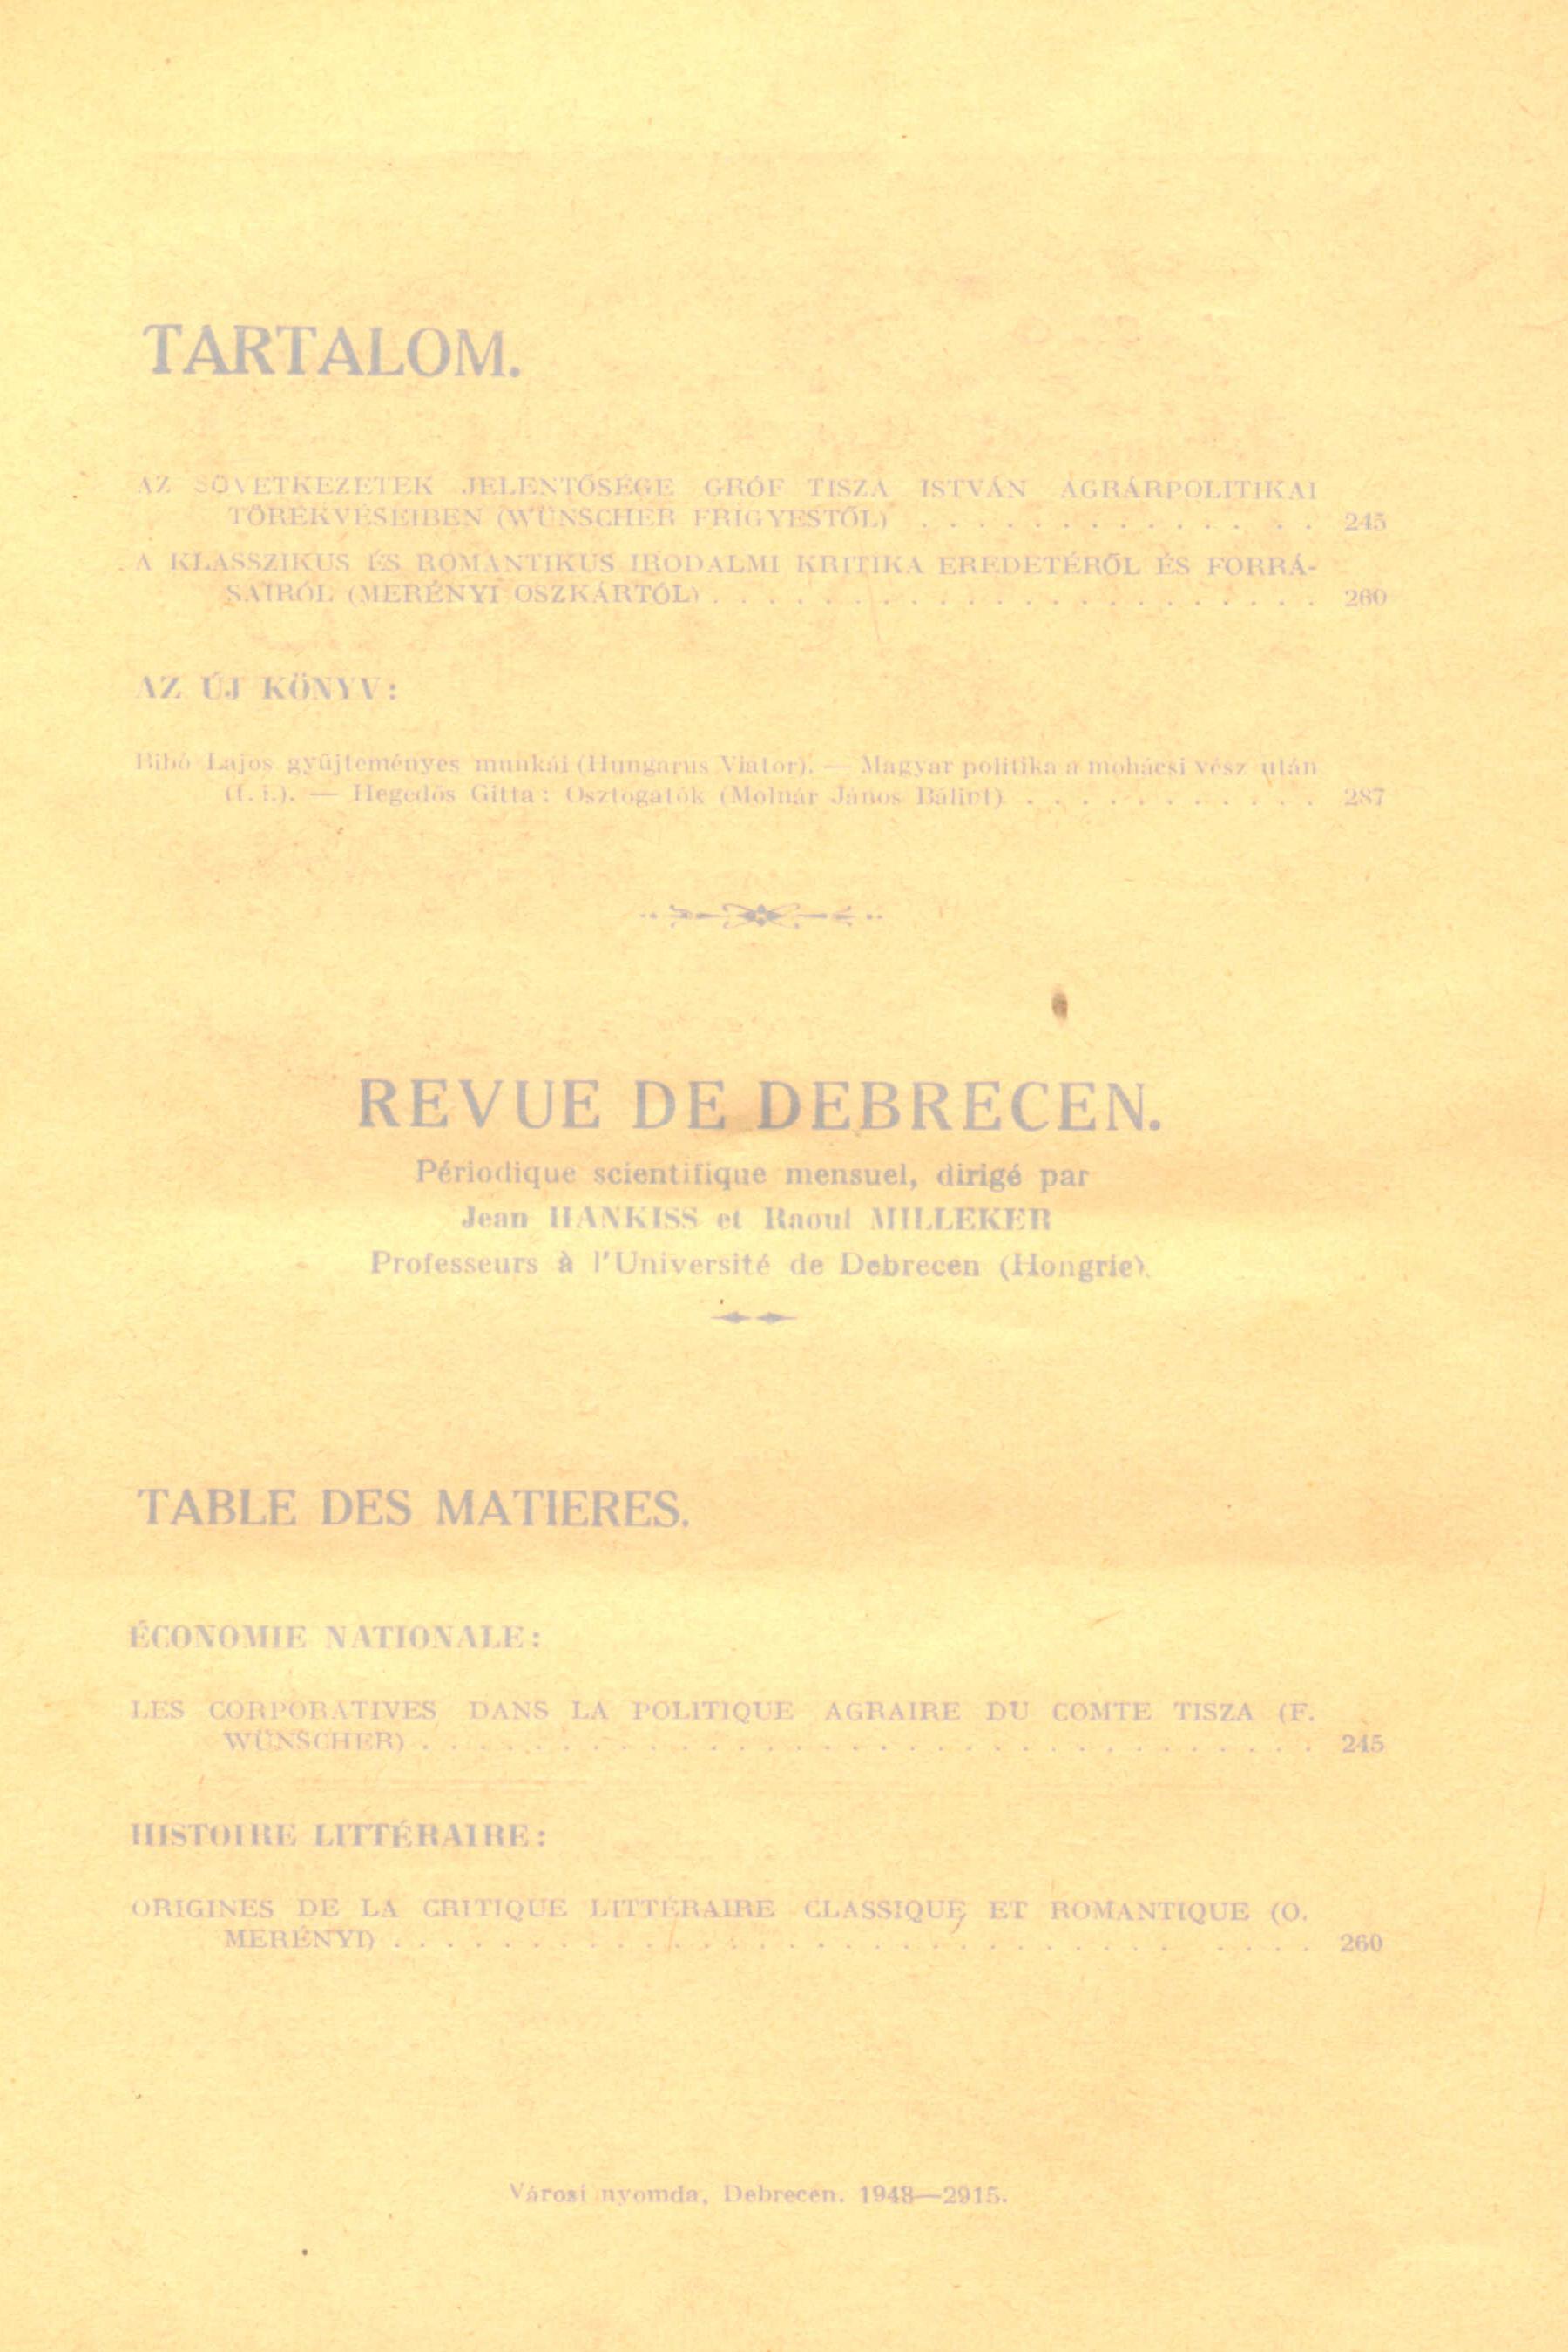 TARTALOM.
AZ SÖVETKEZETEK JELENTŐSÉGE GRÓF TISZA ISTVÁN AGRÁRPOLITIKAI
TÖREKVÉSEIBEN (WÜNSCHER FRIGYESTŐL) . . . . . . . . . . . . . . 245
A KLASSZIKUS ÉS ROMANTIKUS IRODALMI KRITIKA EREDETÉRŐL ÉS FORRÁ-
SAIRÓL (MERÉNYI OSZKÁRTÓL) . . . . . . . . . . . . . . . . . . . . . . 260
AZ ÚJ KÖNYV:
Bibó Lajos gyűjteményes munkái (Hungarus Viator). — Magyar politika a mohácsi vész után
(f. i.). — Hegedös Gitta: Osztogatók (Molnár János Bálint) . . . . . . . . . . . 287
REVUE DE DEBRECEN.
Périodique scientifique mensuel, dirigé par
Jean HANKISS et Raoul MILLEKER
Professeurs à l'Université de Debrecen (Hongrie).
TABLE DES MATIERES.
ÉCONOMIE NATIONALE:
LES CORPORATIVES DANS LA POLITIQUE AGRAIRE DU COMTE TISZA (F.
WÜNSCHER) . . . . . . . . . . . . . . . . . . . . . . . . . . . . . . . . 245
HISTOIRE LITTÉRAIRE:
ORIGINES DE LA CRITIQUE LITTÉRAIRE CLASSIQUE ET ROMANTIQUE (O.
MERÉNYI) . . . . . . . . . . . . . . . . . . . . . . . . . . . . . . . . 260
Városi nyomda, Debrecen. 1948—2915.